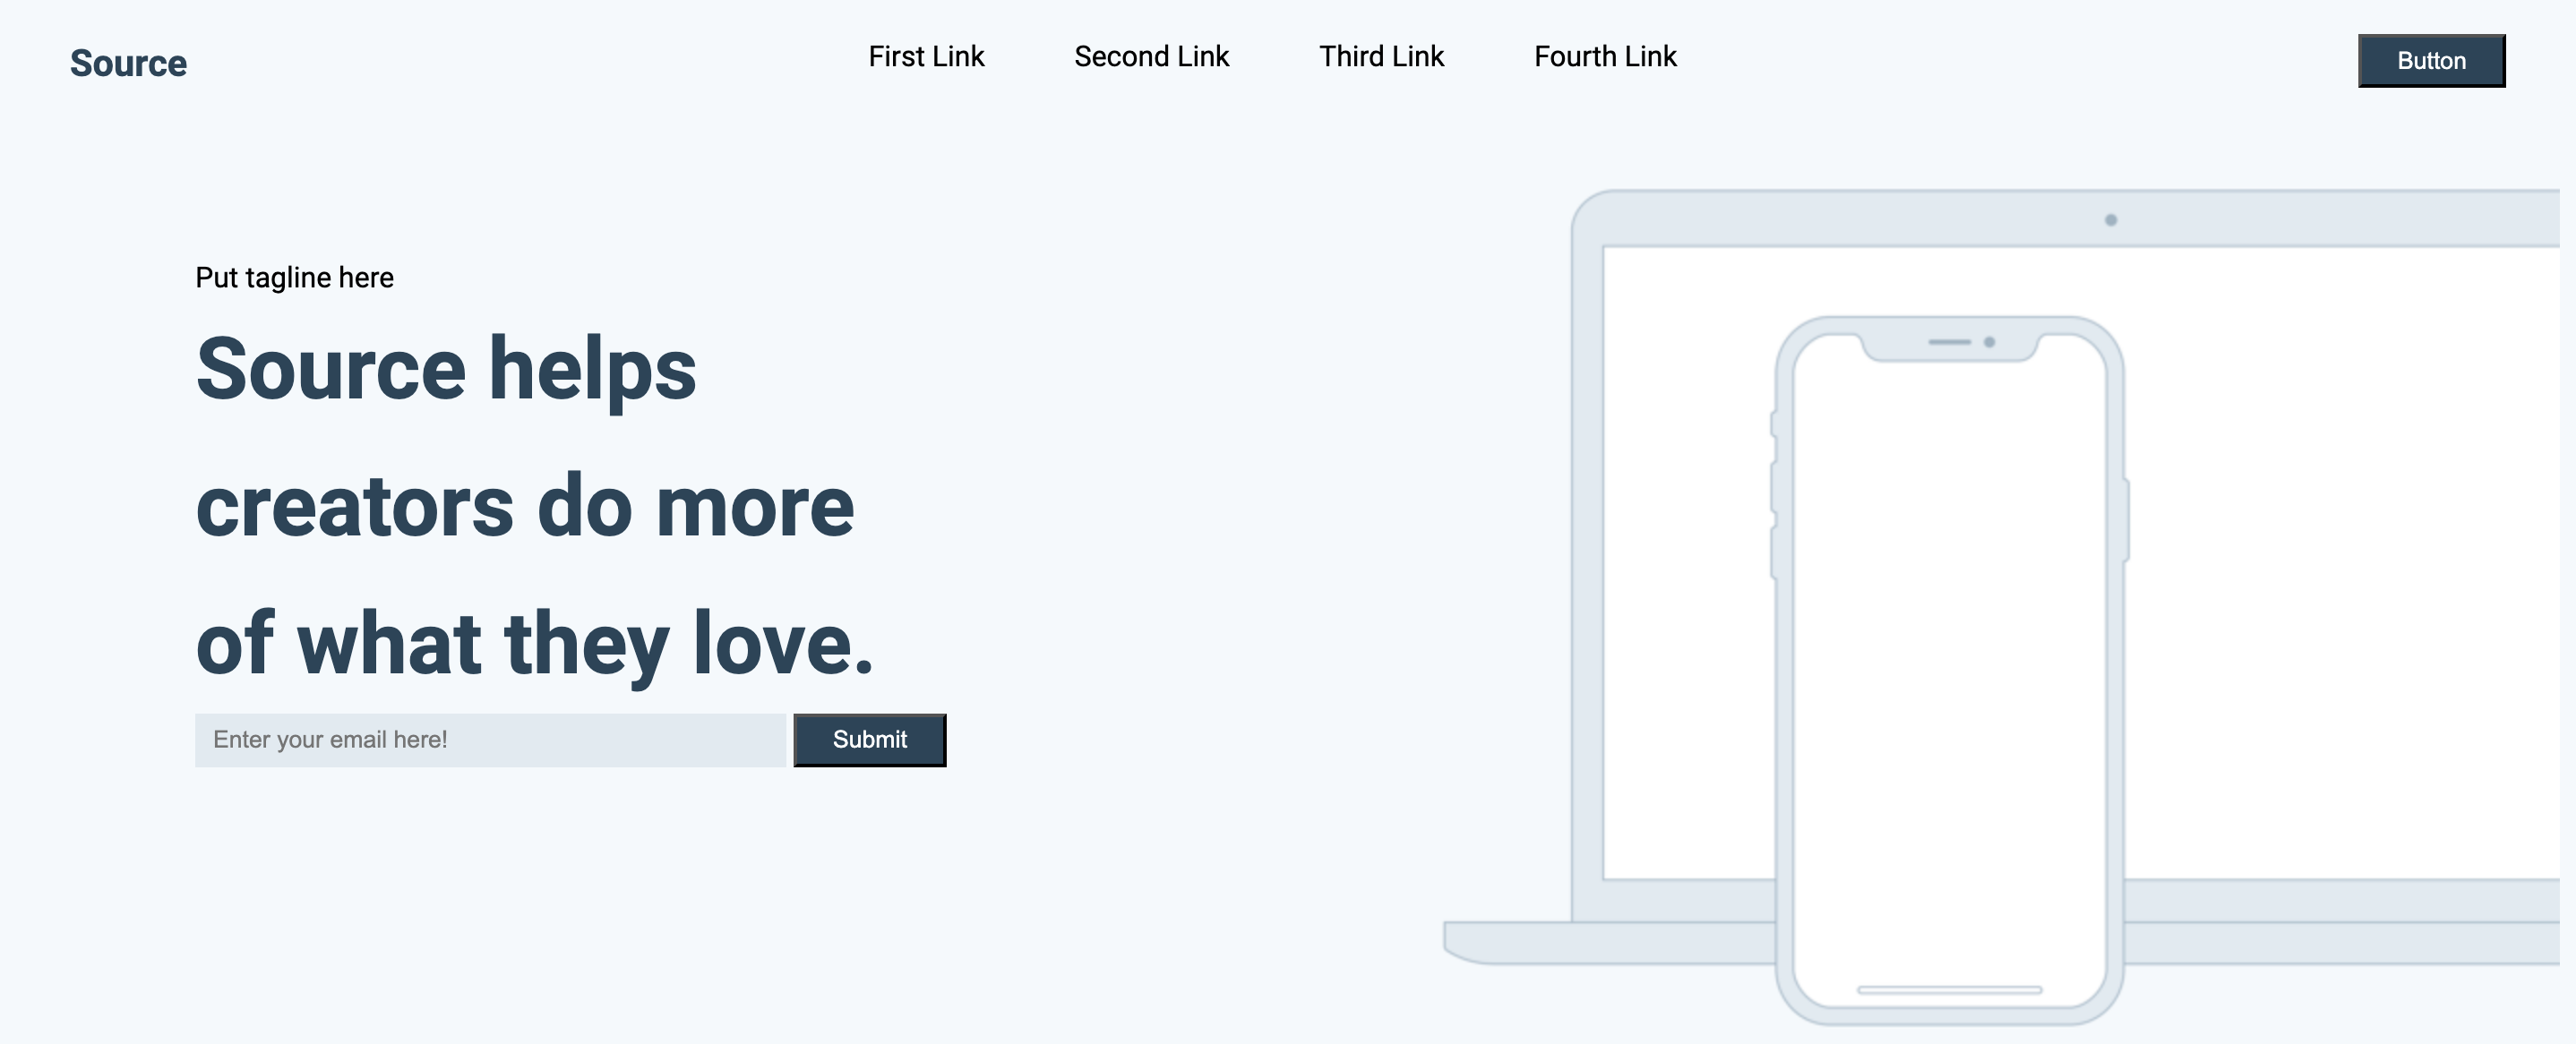 Source
First Link
Second Link
Third Link
Fourth Link
Button
Put tagline here
Source helps
creators do more
of what they love.
Enter your email here!
Submit